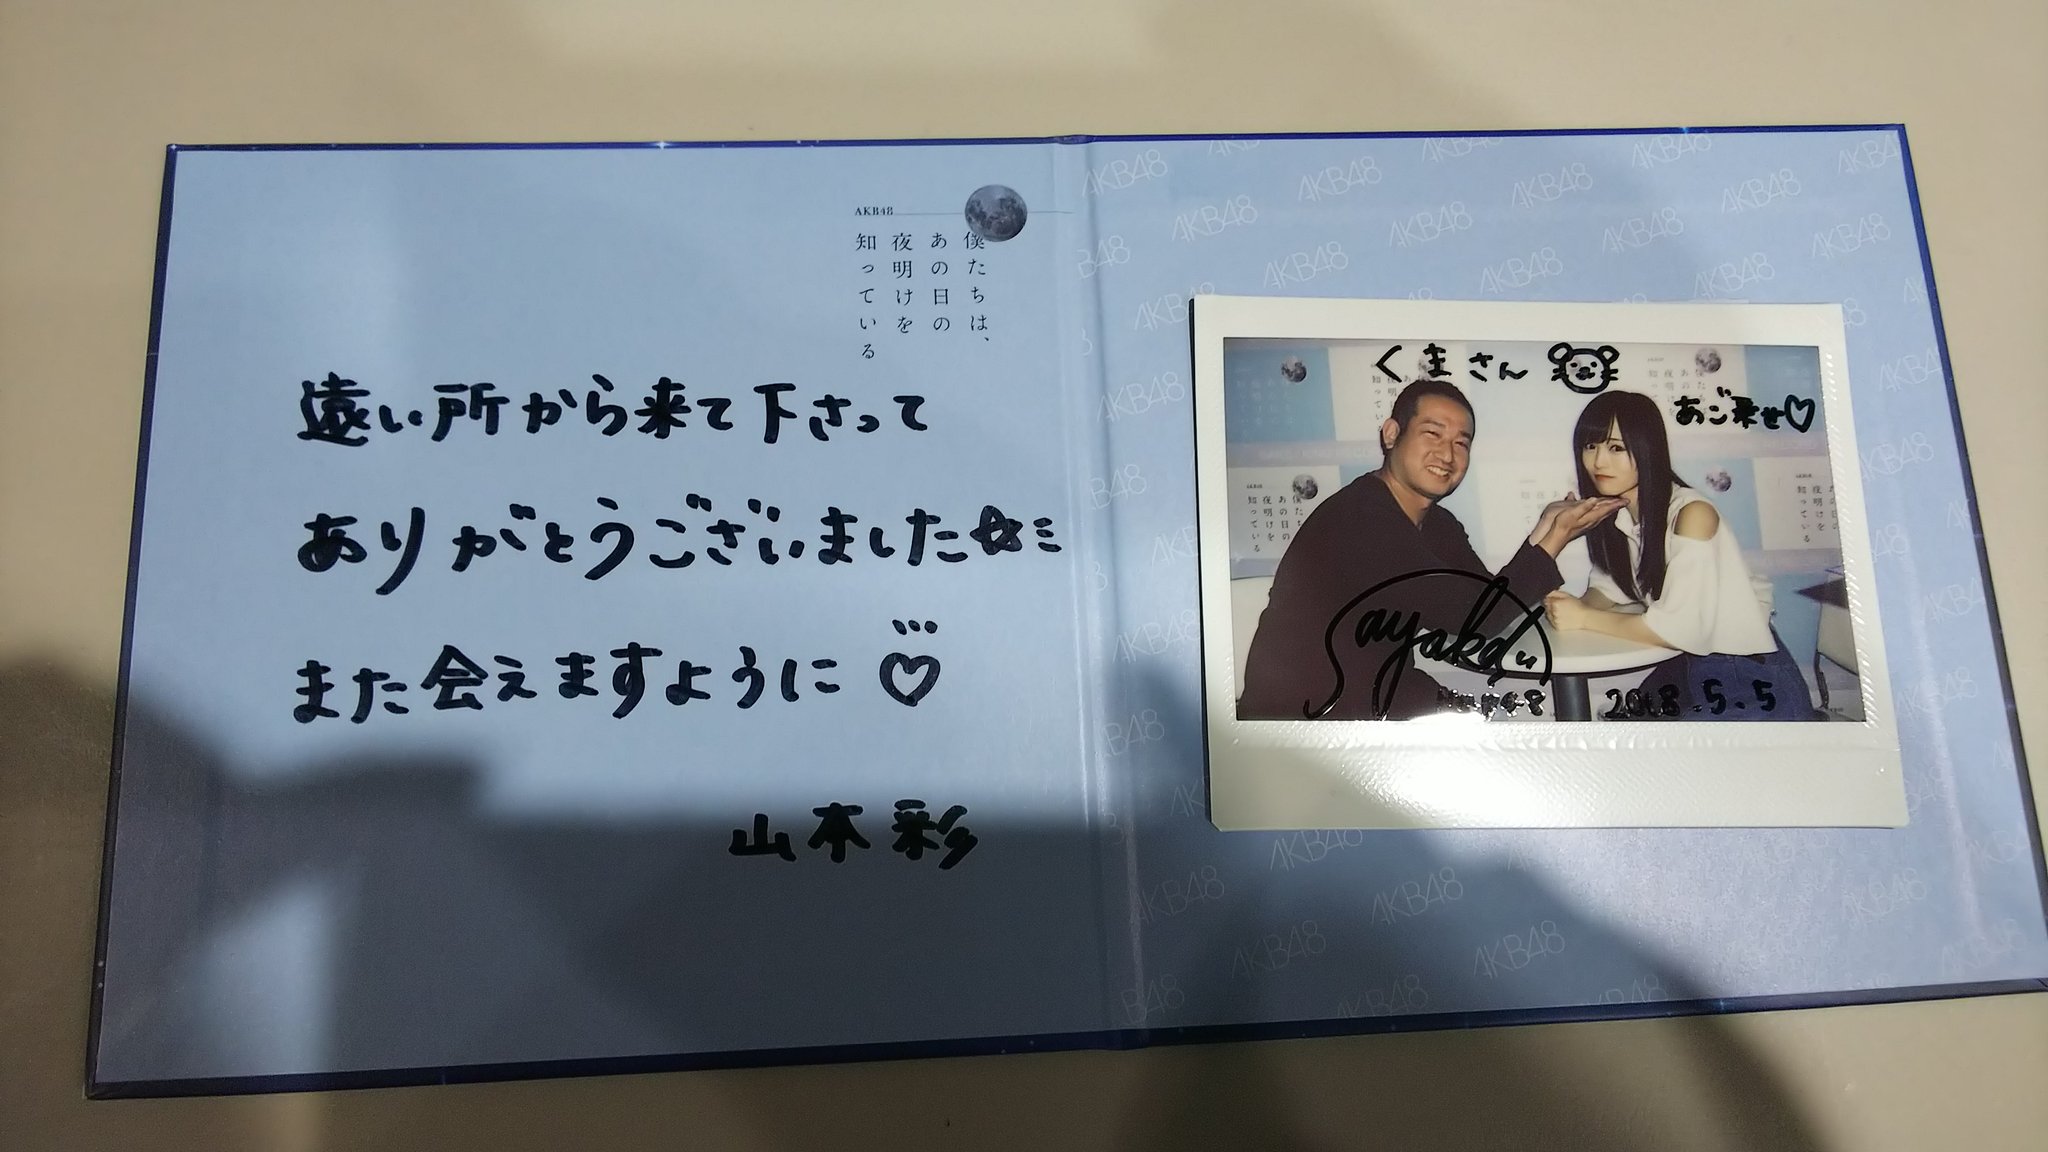 AKB48
僕たちは、
あの日の
夜明けを
知っている
遠い所から来て下さって
ありがとうございました☆ミ
また会えますように♡
山本彩
AKB48
くまさん
あご乗せ♡
Sayaka
NMB48 2018.5.5